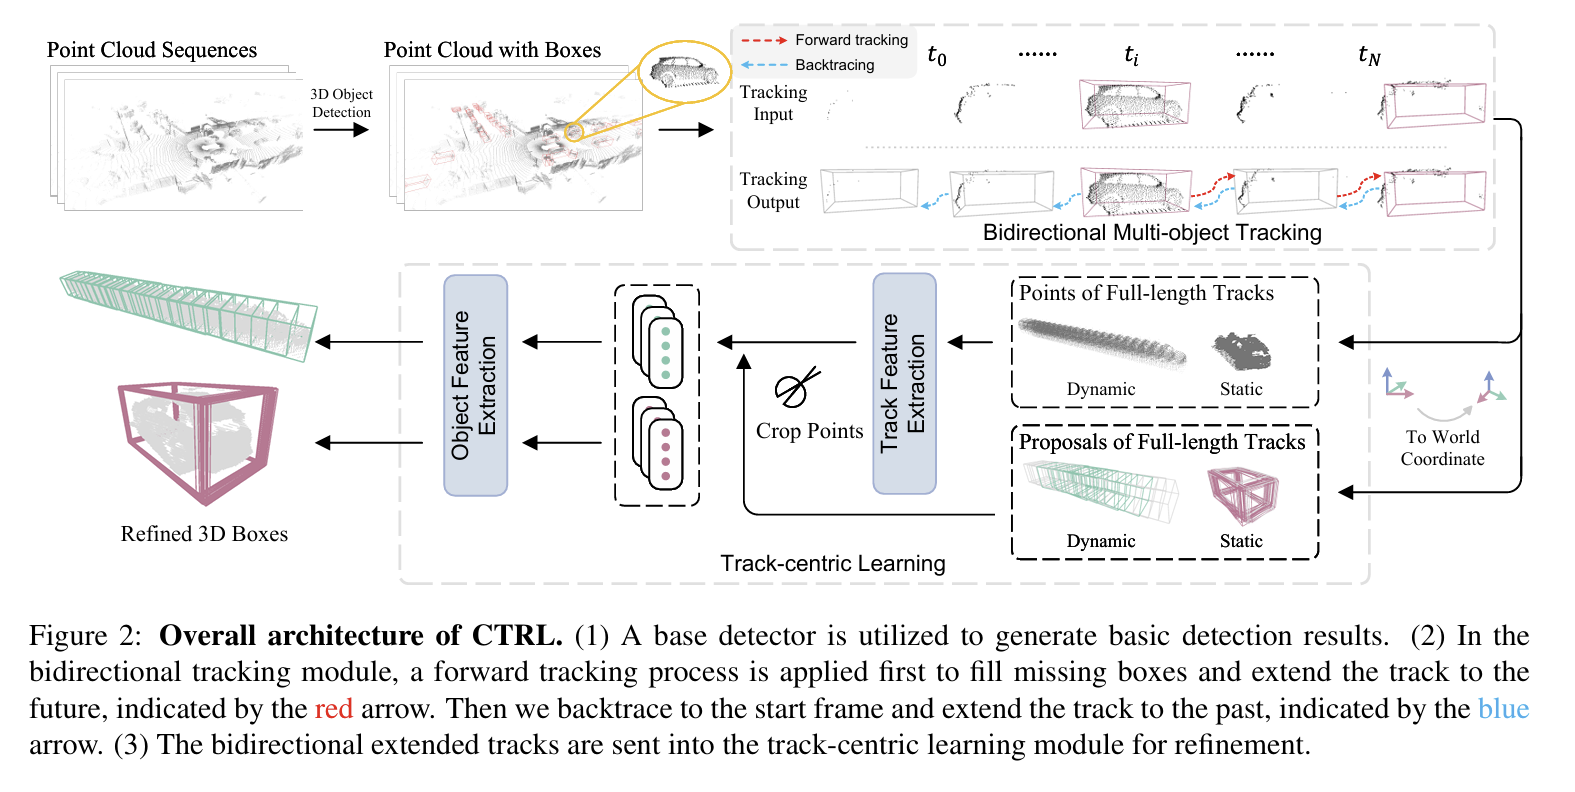 Point Cloud Sequences
3D Object
Detection
Point Cloud with Boxes
Forward tracking
Backtracing
t0 ...... ti ...... tN
Tracking
Input
Tracking
Output
Bidirectional Multi-object Tracking
Refined 3D Boxes
Object Feature
Extraction
Crop Points
Track Feature
Extraction
Points of Full-length Tracks
Dynamic Static
Proposals of Full-length Tracks
Dynamic Static
To World
Coordinate
Track-centric Learning
Figure 2: Overall architecture of CTRL. (1) A base detector is utilized to generate basic detection results. (2) In the
bidirectional tracking module, a forward tracking process is applied first to fill missing boxes and extend the track to the
future, indicated by the red arrow. Then we backtrace to the start frame and extend the track to the past, indicated by the blue
arrow. (3) The bidirectional extended tracks are sent into the track-centric learning module for refinement.